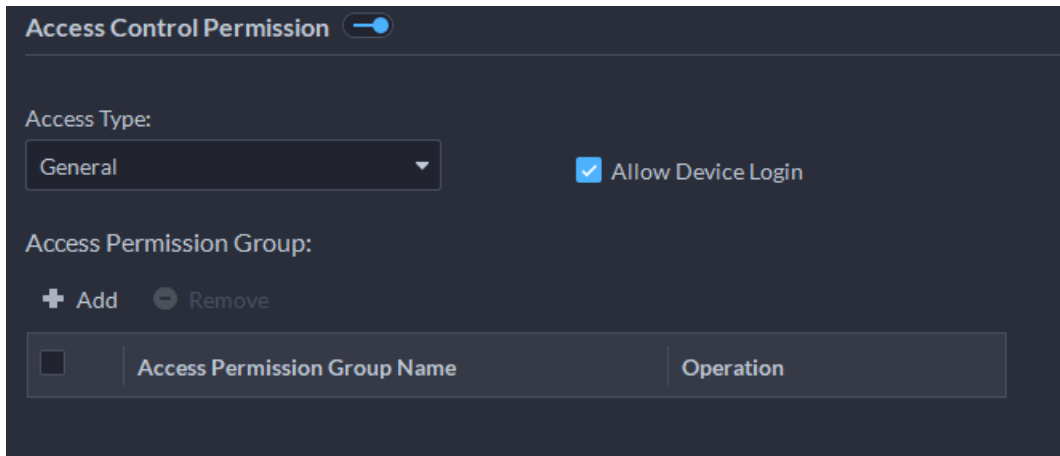 Access Control Permission
Access Type:
General
Allow Device Login
Access Permission Group:
Add Remove
Access Permission Group Name Operation